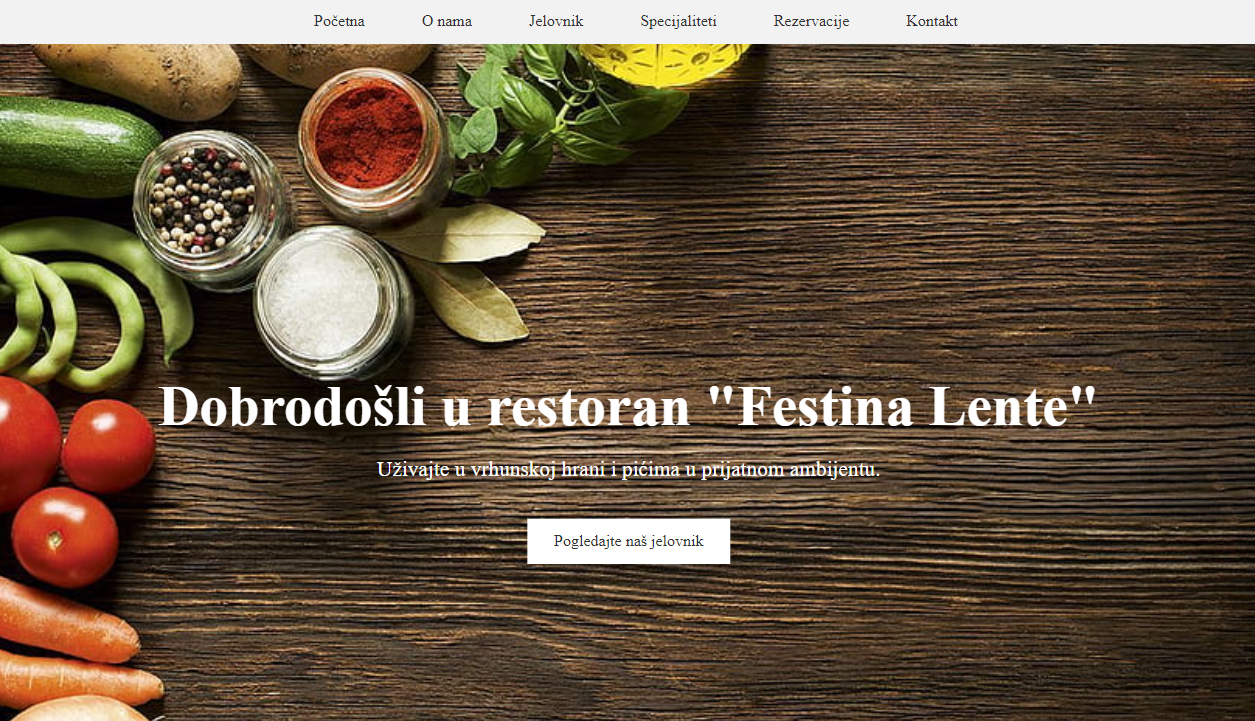 Početna O nama Jelovnik Specijaliteti Rezervacije Kontakt
Dobrodošli u restoran "Festina Lente"
Uživajte u vrhunskoj hrani i pićima u prijatnom ambijentu.
Pogledajte naš jelovnik